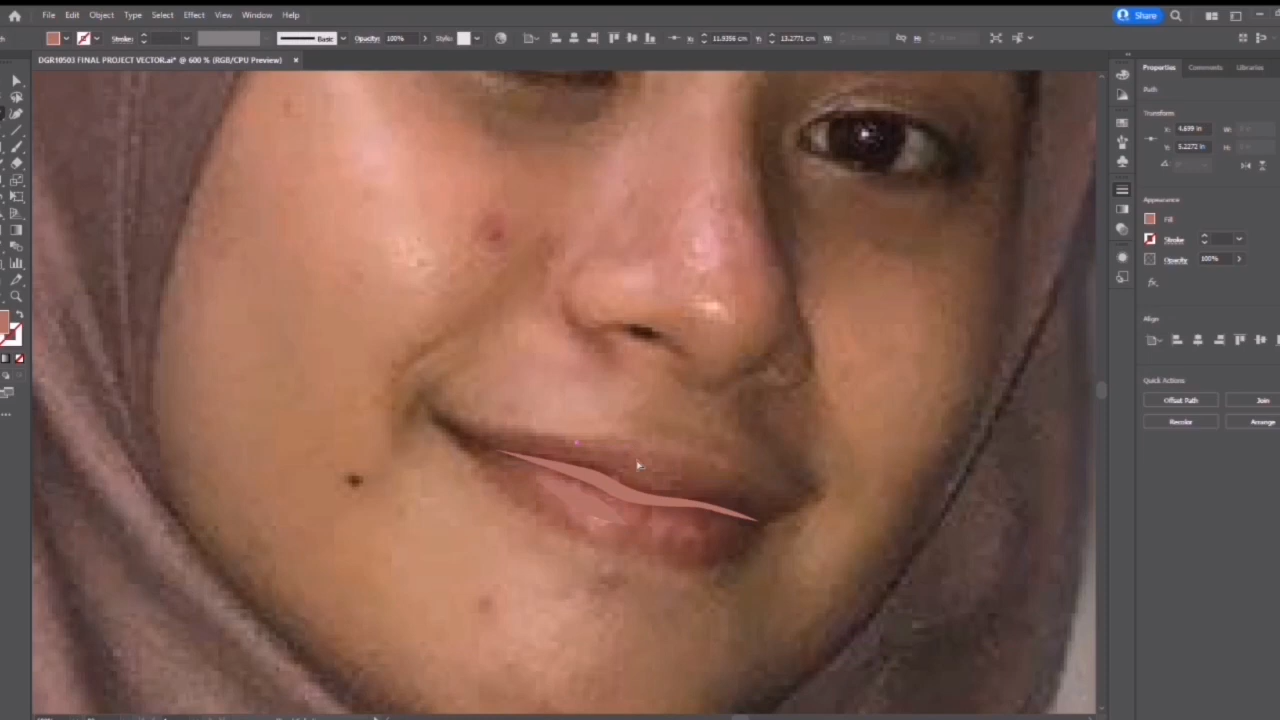 File Edit Object Type Select Effect View Window Help
Share
Stroke: Basic Opacity: 100% Style: X: 11.9356 cm Y: 13.2771 cm
DGR10503 FINAL PROJECT VECTOR.ai* @ 600 % (RGB/CPU Preview) ×
Properties Comments Libraries
Path
Transform
X: 4.699 in W:
Y: 5.2272 in H:
Appearance
Fill
Stroke
Opacity 100%
fx.
Align
Quick Actions
Offset Path Join
Recolor Arrange